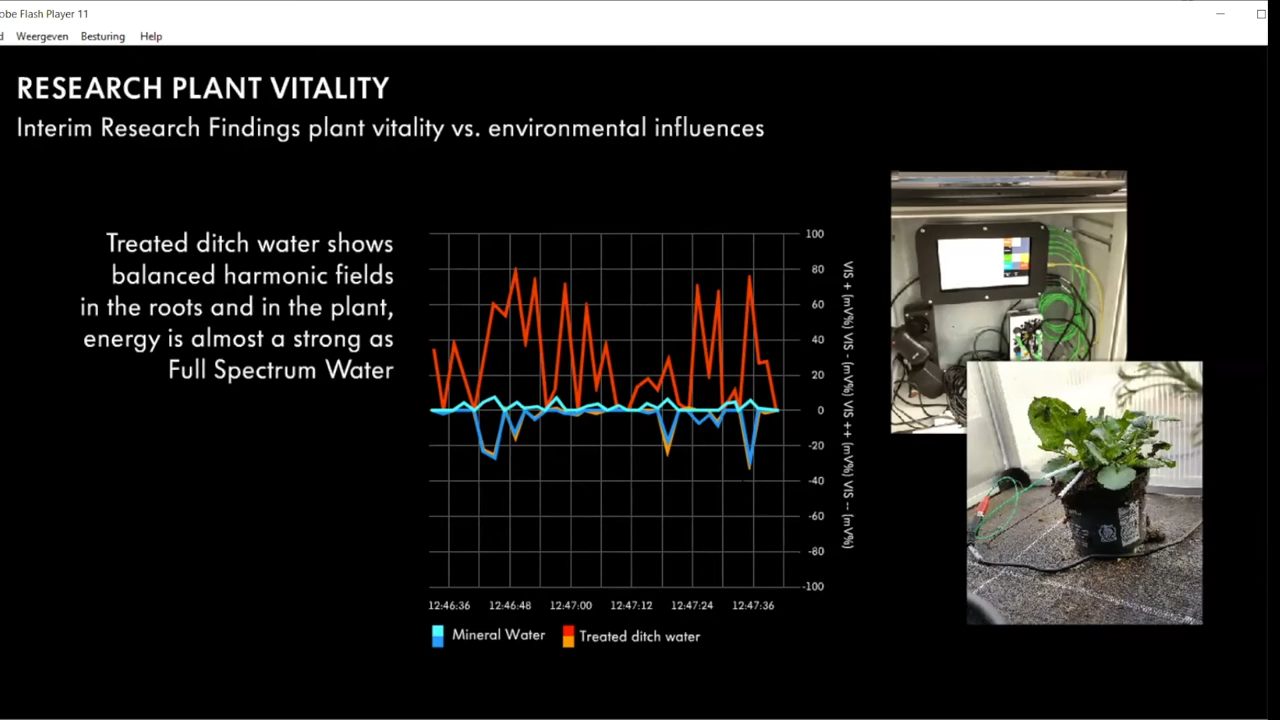 obe Flash Player 11
d Weergeven Besturing Help
RESEARCH PLANT VITALITY
Interim Research Findings plant vitality vs. environmental influences
Treated ditch water shows
balanced harmonic fields
in the roots and in the plant,
energy is almost a strong as
Full Spectrum Water
100
80
60
40
20
0
-20
-40
-60
-80
-100
VIS + (mV%) VIS - (mV%) VIS ++ (mV%) VIS -- (mV%)
12:46:36 12:46:48 12:47:00 12:47:12 12:47:24 12:47:36
Mineral Water Treated ditch water